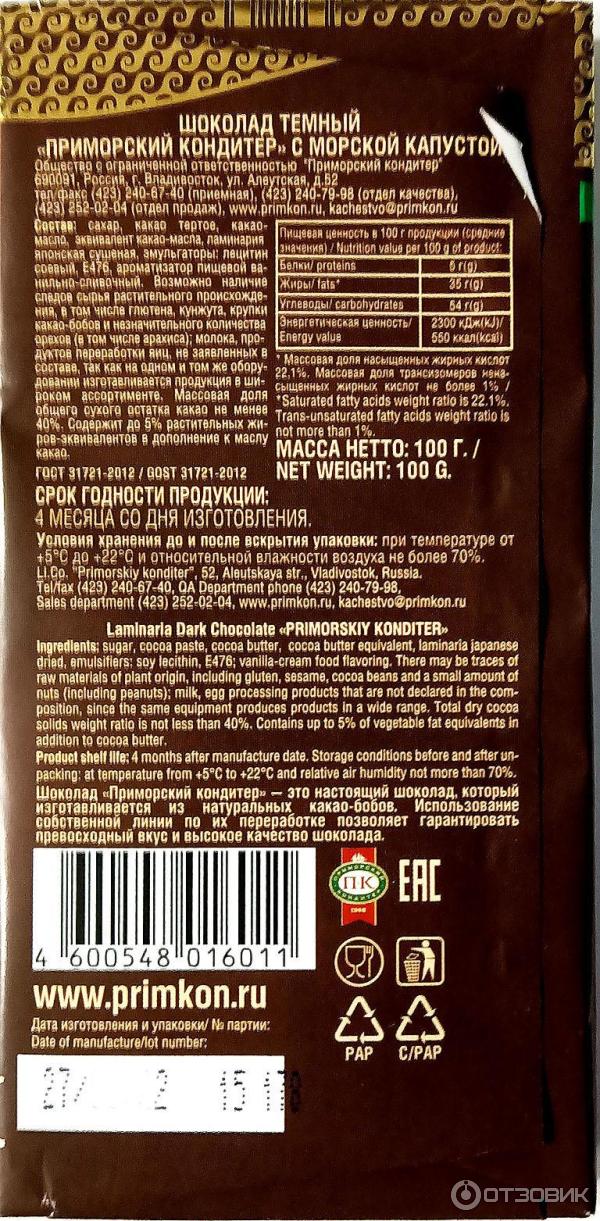 ШОКОЛАД ТЕМНЫЙ
«ПРИМОРСКИЙ КОНДИТЕР» С МОРСКОЙ КАПУСТОЙ
Общество с ограниченной ответственностью "Приморский кондитер"
690091, Россия, г. Владивосток, ул. Алеутская, д.52
тел/факс (423) 240-67-40 (приемная), (423) 240-79-98 (отдел качества),
(423) 252-02-04 (отдел продаж), www.primkon.ru, kachestvo@primkon.ru
Состав: сахар, какао тертое, какао-
масло, эквивалент какао-масла, ламинария
японская сушеная, эмульгаторы: лецитин
соевый, Е476, ароматизатор пищевой ва-
нильно-сливочный. Возможно наличие
следов сырья растительного происхожде-
ния, в том числе глютена, кунжута, крупки
какао-бобов и незначительного количества
орехов (в том числе арахиса); молока, про-
дуктов переработки яиц, не заявленных в
составе, так как на одном и том же обору-
довании изготавливается продукция в ши-
роком ассортименте. Массовая доля
общего сухого остатка какао не менее
40%. Содержит до 5% растительных жи-
ров-эквивалентов в дополнение к маслу
какао.
ГОСТ 31721-2012 / GOST 31721-2012
Пищевая ценность в 100 г продукции (средние
значения) / Nutrition value per 100 g of product:
Белки/ proteins 6 г(g)
Жиры/ fats* 35 г(g)
Углеводы/ carbohydrates 54 г(g)
Энергетическая ценность/ 2300 кДж(kJ)/
Energy value 550 ккал(kcal)
* Массовая доля насыщенных жирных кислот
22,1%. Массовая доля трансизомеров нена-
сыщенных жирных кислот не более 1% /
*Saturated fatty acids weight ratio is 22.1%.
Trans-unsaturated fatty acids weight ratio is
not more than 1%.
МАССА НЕТТО: 100 Г. /
NET WEIGHT: 100 G.
СРОК ГОДНОСТИ ПРОДУКЦИИ:
4 МЕСЯЦА СО ДНЯ ИЗГОТОВЛЕНИЯ.
Условия хранения до и после вскрытия упаковки: при температуре от
+5°С до +22°С и относительной влажности воздуха не более 70%.
LI.Co. "Primorskiy konditer", 52, Aleutskaya str., Vladivostok, Russia.
Tel/fax (423) 240-67-40, QA Department phone (423) 240-79-98,
Sales department (423) 252-02-04, www.primkon.ru, kachestvo@primkon.ru
Laminaria Dark Chocolate «PRIMORSKIY KONDITER»
Ingredients: sugar, cocoa paste, cocoa butter, cocoa butter equivalent, laminaria japanese
dried, emulsifiers: soy lecithin, E476; vanilla-cream food flavoring. There may be traces of
raw materials of plant origin, including gluten, sesame, cocoa beans and a small amount of
nuts (including peanuts); milk, egg processing products that are not declared in the com-
position, since the same equipment produces products in a wide range. Total dry cocoa
solids weight ratio is not less than 40%. Contains up to 5% of vegetable fat equivalents in
addition to cocoa butter.
Product shelf life: 4 months after manufacture date. Storage conditions before and after un-
packing: at temperature from +5°C to +22°C and relative air humidity not more than 70%.
Шоколад «Приморский кондитер» — это настоящий шоколад, который
изготавливается из натуральных какао-бобов. Использование
собственной линии по их переработке позволяет гарантировать
превосходный вкус и высокое качество шоколада.
4 600548 016011
ПРИМОРСКИЙ
ПК
КОНДИТЕР
1906
EAC
www.primkon.ru
PAP
C/PAP
Дата изготовления и упаковки/ № партии:
Date of manufacture/lot number:
27/ 2 15 178
ОТЗОВИК